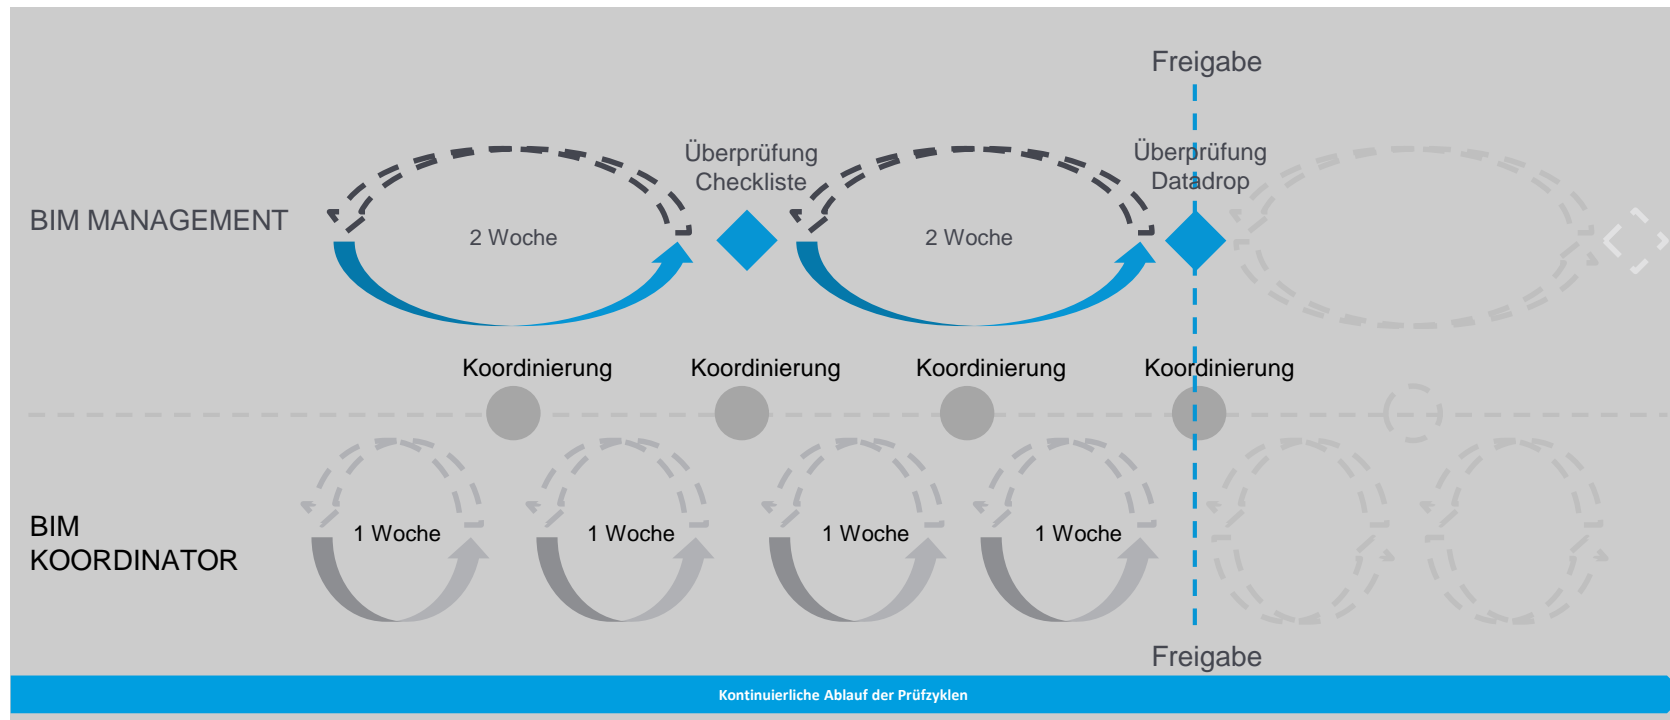 Freigabe
Überprüfung
Checkliste
Überprüfung
Datadrop
BIM MANAGEMENT
2 Woche
2 Woche
Koordinierung
Koordinierung
Koordinierung
Koordinierung
BIM
KOORDINATOR
1 Woche
1 Woche
1 Woche
1 Woche
Freigabe
Kontinuierliche Ablauf der Prüfzyklen